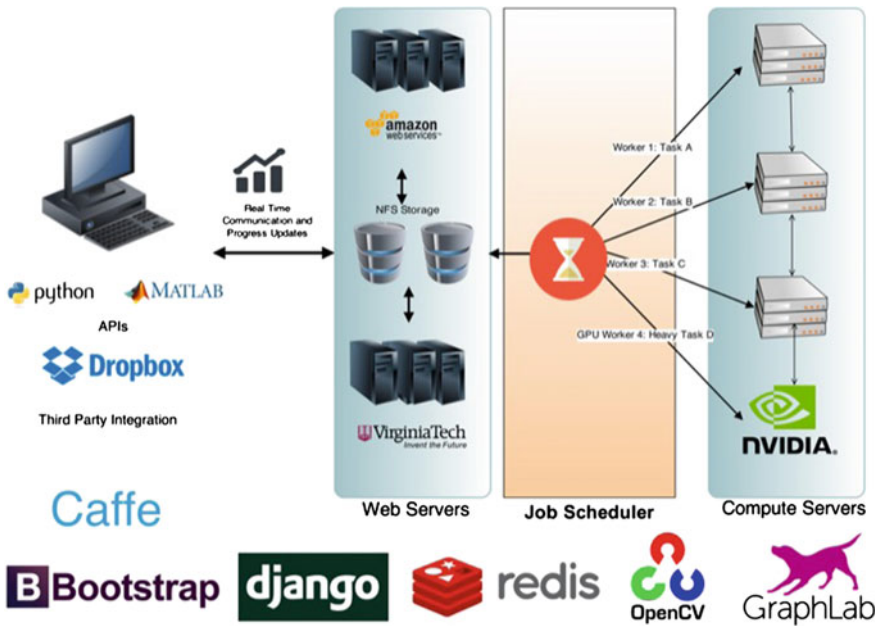 amazon
webservices™
Real Time
Communication and
Progress Updates
NFS Storage
python
MATLAB
APIs
Dropbox
Third Party Integration
VirginiaTech
Invent the Future
Web Servers
Worker 1: Task A
Worker 2: Task B
Worker 3: Task C
GPU Worker 4: Heavy Task D
Job Scheduler
NVIDIA.
Compute Servers
Caffe
B Bootstrap
django
redis
OpenCV
GraphLab